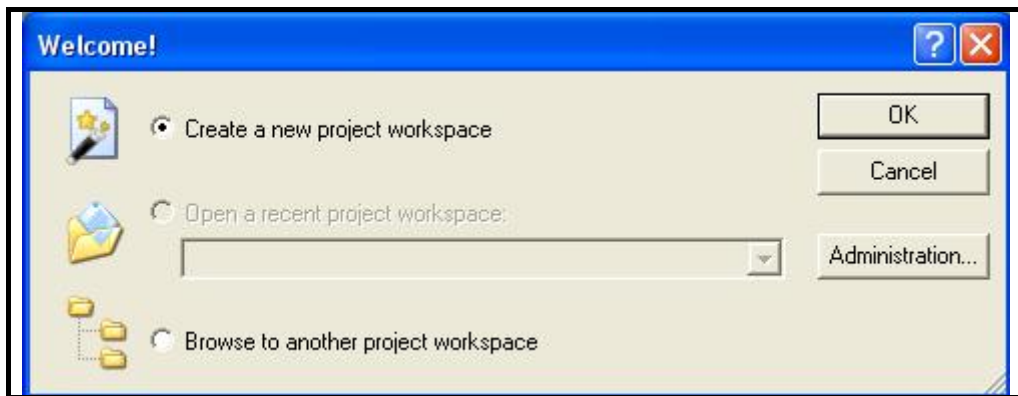 Welcome!
Create a new project workspace
OK
Cancel
Open a recent project workspace:
Administration...
Browse to another project workspace